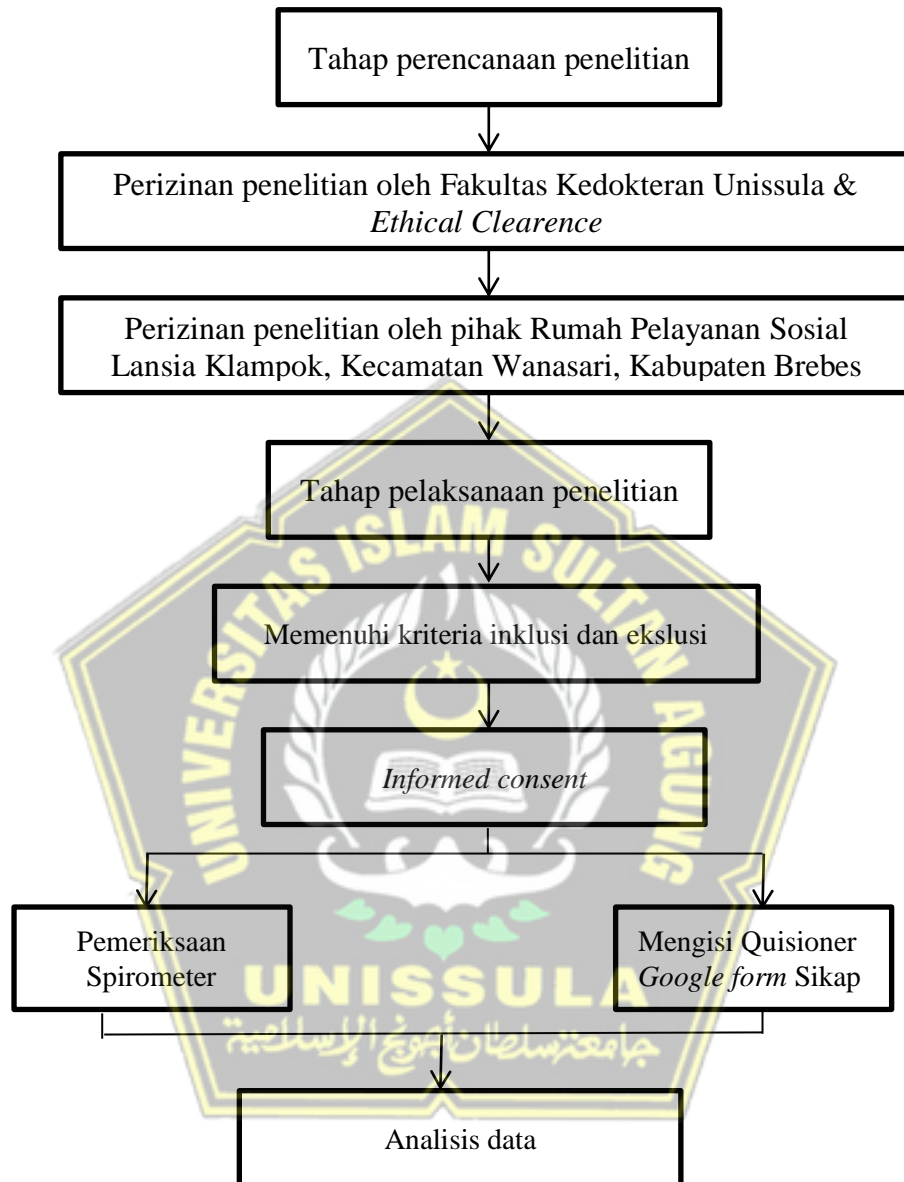 Tahap perencanaan penelitian
Perizinan penelitian oleh Fakultas Kedokteran Unissula &
Ethical Clearence
Perizinan penelitian oleh pihak Rumah Pelayanan Sosial
Lansia Klampok, Kecamatan Wanasari, Kabupaten Brebes
Tahap pelaksanaan penelitian
UNIVERSITAS ISLAM SULTAN AGUNG
Memenuhi kriteria inklusi dan ekslusi
Informed consent
Pemeriksaan
Spirometer
Mengisi Quisioner
Google form Sikap
UNISSULA
جامعة سلطان أجونج الإسلامية
Analisis data